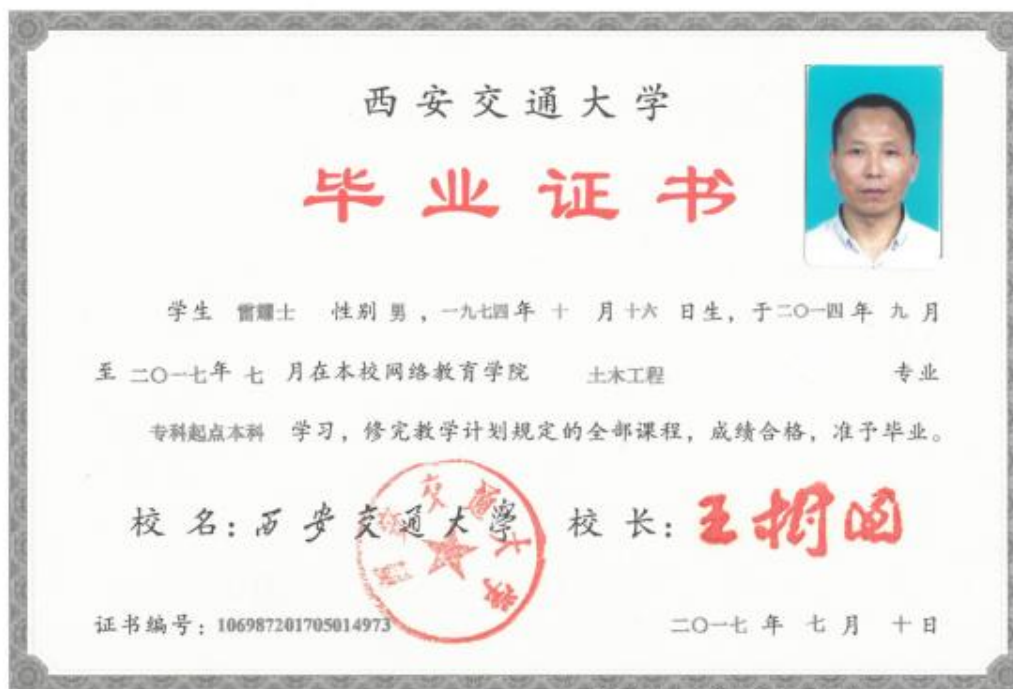 西安交通大学
毕业证书
学生 雷耀士 性别 男 ，一九七四年 十 月 十六 日生，于二〇一四年 九 月
至 二〇一七年 七 月在本校网络教育学院 土木工程 专业
专科起点本科 学习，修完教学计划规定的全部课程，成绩合格，准予毕业。
校 名：西安交通大学 校 长：王树国
西安交通大学
证书编号：106987201705014973 二〇一七 年 七 月 十 日